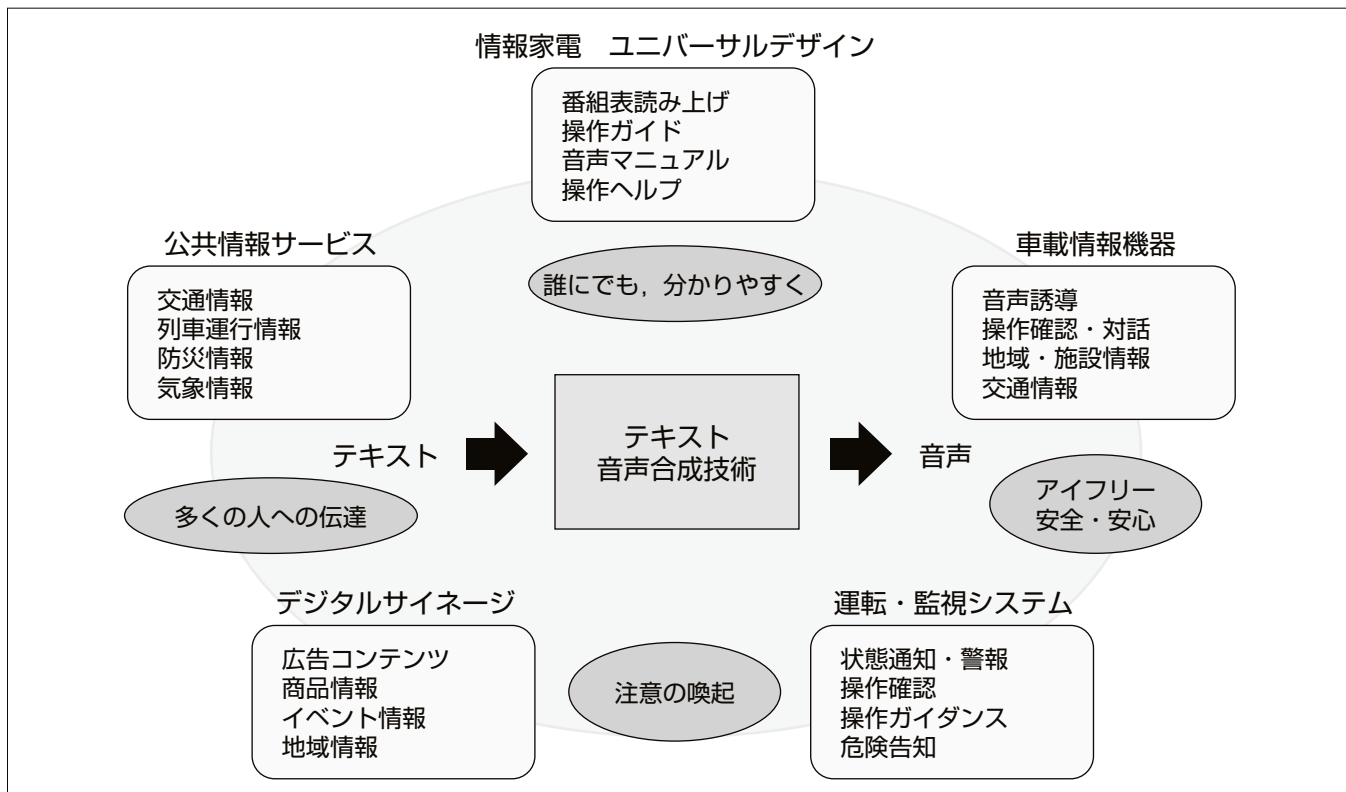 情報家電　ユニバーサルデザイン
番組表読み上げ
操作ガイド
音声マニュアル
操作ヘルプ
誰にでも，分かりやすく
公共情報サービス
交通情報
列車運行情報
防災情報
気象情報
車載情報機器
音声誘導
操作確認・対話
地域・施設情報
交通情報
テキスト
テキスト
音声合成技術
音声
多くの人への伝達
アイフリー
安全・安心
デジタルサイネージ
広告コンテンツ
商品情報
イベント情報
地域情報
注意の喚起
運転・監視システム
状態通知・警報
操作確認
操作ガイダンス
危険告知